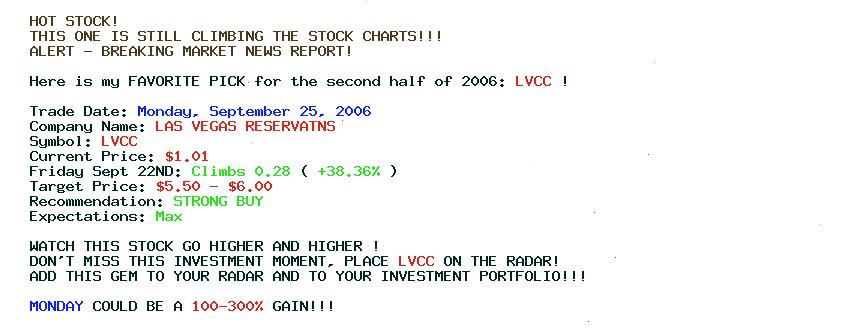 HOT STOCK!
THIS ONE IS STILL CLIMBING THE STOCK CHARTS!!!
ALERT - BREAKING MARKET NEWS REPORT!
Here is my FAVORITE PICK for the second half of 2006: LVCC !
Trade Date: Monday, September 25, 2006
Company Name: LAS VEGAS RESERVATNS
Symbol: LVCC
Current Price: $1.01
Friday Sept 22ND: Climbs 0.28 ( +38.36% )
Target Price: $5.50 - $6.00
Recommendation: STRONG BUY
Expectations: Max
WATCH THIS STOCK GO HIGHER AND HIGHER !
DON'T MISS THIS INVESTMENT MOMENT, PLACE LVCC ON THE RADAR!
ADD THIS GEM TO YOUR RADAR AND TO YOUR INVESTMENT PORTFOLIO!!!
MONDAY COULD BE A 100-300% GAIN!!!